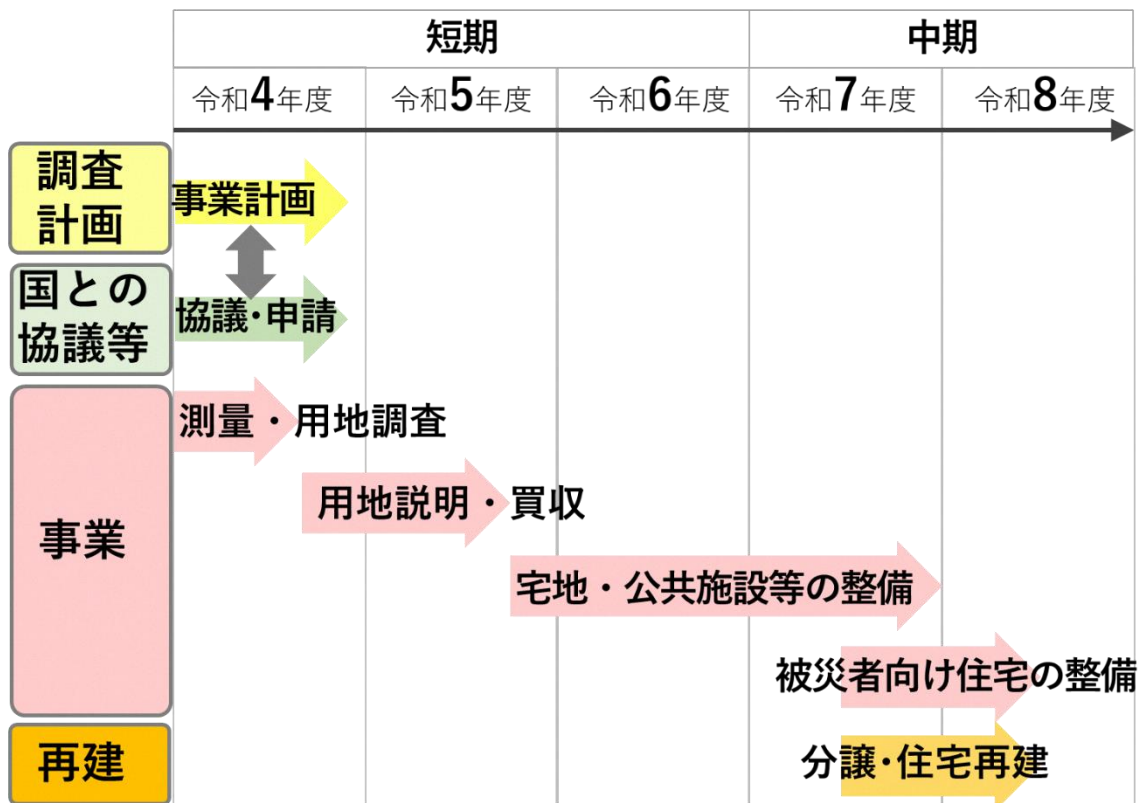 短期
中期
令和4年度
令和5年度
令和6年度
令和7年度
令和8年度
調査
計画
事業計画
国との
協議等
協議･申請
事業
測量・用地調査
用地説明・買収
宅地・公共施設等の整備
被災者向け住宅の整備
再建
分譲･住宅再建